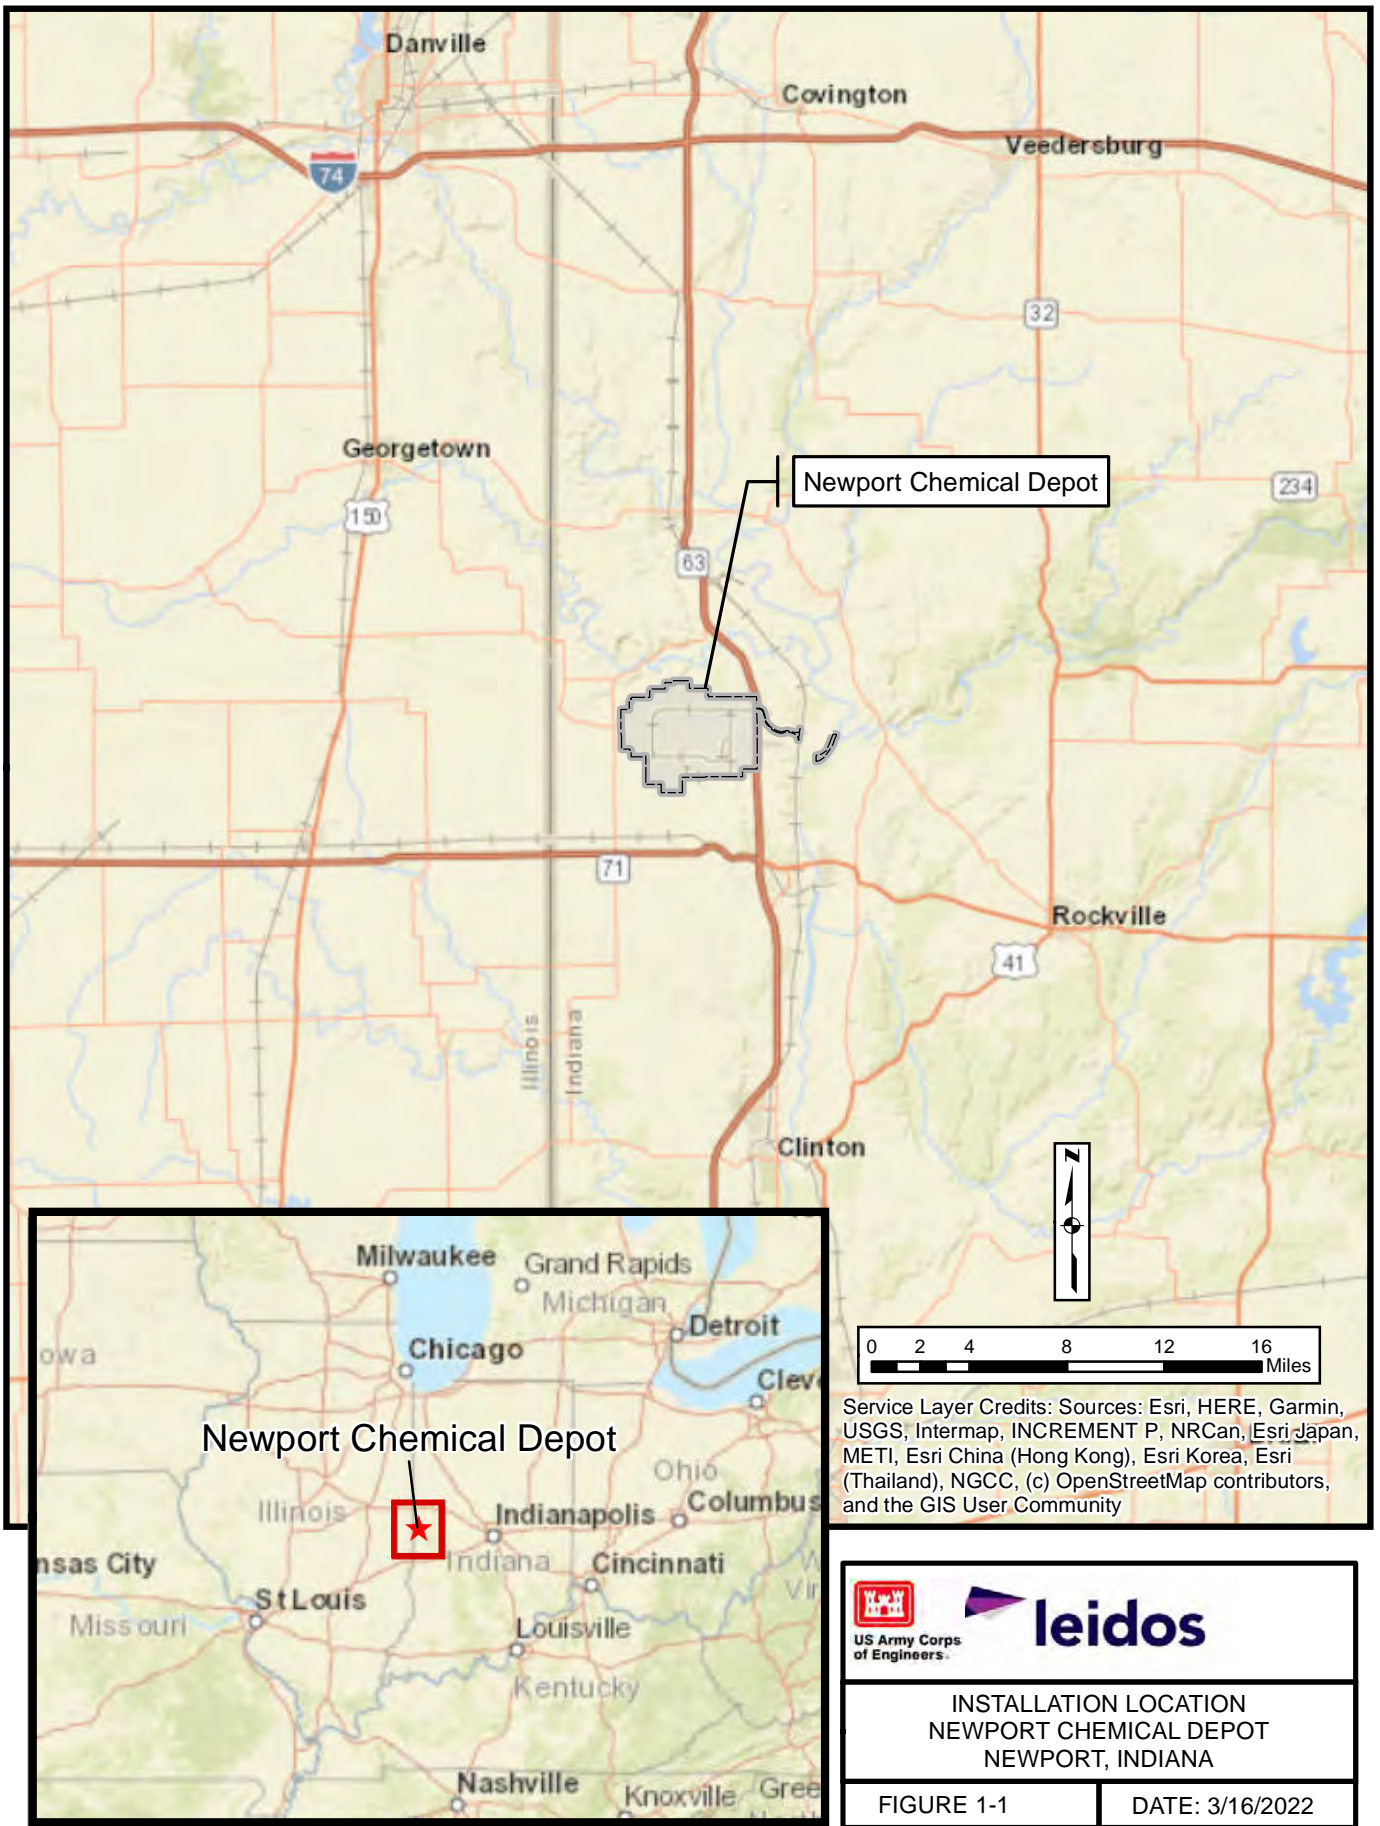 Danville
Covington
Veedersburg
74
32
Georgetown
Newport Chemical Depot
234
150
63
71
Rockville
41
Illinois
Indiana
Clinton
N
0 2 4 8 12 16
Miles
Service Layer Credits: Sources: Esri, HERE, Garmin,
USGS, Intermap, INCREMENT P, NRCan, Esri Japan,
METI, Esri China (Hong Kong), Esri Korea, Esri
(Thailand), NGCC, (c) OpenStreetMap contributors,
and the GIS User Community
Milwaukee
Grand Rapids
Michigan
Detroit
owa
Chicago
Cleve
Newport Chemical Depot
Ohio
Illinois
Indianapolis
Columbus
nsas City
Indiana
Cincinnati
W
Vir
St Louis
Missouri
Louisville
Kentucky
Nashville
Knoxville
Gree
US Army Corps
of Engineers.
leidos
INSTALLATION LOCATION
NEWPORT CHEMICAL DEPOT
NEWPORT, INDIANA
FIGURE 1-1
DATE: 3/16/2022